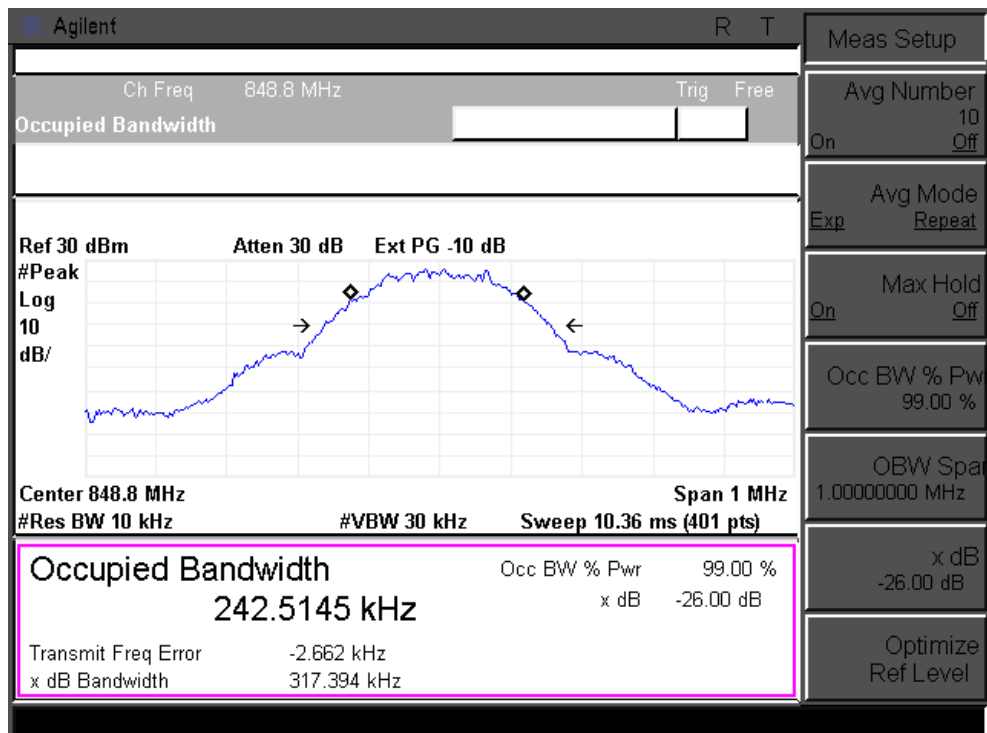 Agilent R T
Ch Freq 848.8 MHz Trig Free
Occupied Bandwidth
Ref 30 dBm Atten 30 dB Ext PG -10 dB
#Peak
Log
10
dB/
Center 848.8 MHz Span 1 MHz
#Res BW 10 kHz #VBW 30 kHz Sweep 10.36 ms (401 pts)
Occupied Bandwidth
242.5145 kHz
Occ BW % Pwr 99.00 %
x dB -26.00 dB
Transmit Freq Error -2.662 kHz
x dB Bandwidth 317.394 kHz
Meas Setup
Avg Number
10
On Off
Avg Mode
Exp Repeat
Max Hold
On Off
Occ BW % Pw
99.00 %
OBW Spa
1.00000000 MHz
x dB
-26.00 dB
Optimize
Ref Level